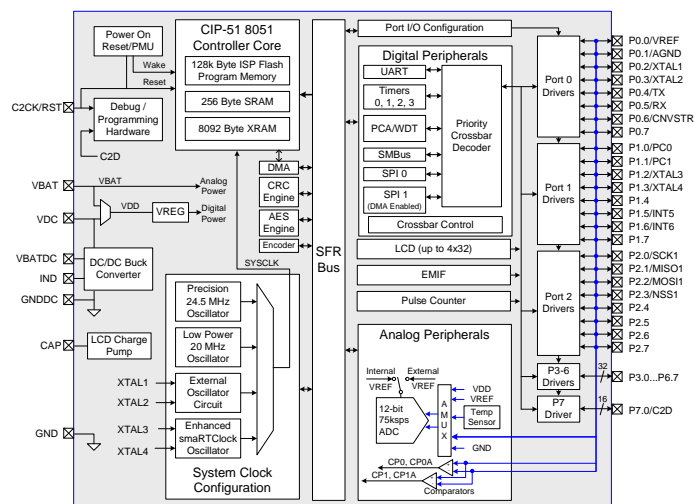 Power On
Reset/PMU
Wake
Reset
C2CK/RST
Debug /
Programming
Hardware
C2D
CIP-51 8051
Controller Core
128k Byte ISP Flash
Program Memory
256 Byte SRAM
8092 Byte XRAM
DMA
CRC
Engine
AES
Engine
Encoder
SYSCLK
VBAT
VBAT
Analog
Power
VDC
VDD
VREG
Digital
Power
VBATDC
IND
GNDDC
DC/DC Buck
Converter
CAP
LCD Charge
Pump
XTAL1
XTAL2
XTAL3
XTAL4
GND
Precision
24.5 MHz
Oscillator
Low Power
20 MHz
Oscillator
External
Oscillator
Circuit
Enhanced
smaRTClock
Oscillator
System Clock
Configuration
SFR
Bus
Port I/O Configuration
Digital Peripherals
UART
Timers
0, 1, 2, 3
PCA/WDT
SMBus
SPI 0
SPI 1
(DMA Enabled)
Priority
Crossbar
Decoder
Crossbar Control
LCD (up to 4x32)
EMIF
Pulse Counter
Analog Peripherals
Internal
VREF
External
VREF
12-bit
75ksps
ADC
A
M
U
X
VDD
VREF
Temp
Sensor
GND
CP0, CP0A
CP1, CP1A
+
-
+
-
Comparators
Port 0
Drivers
Port 1
Drivers
Port 2
Drivers
P3-6
Drivers
P7
Driver
32
16
P0.0/VREF
P0.1/AGND
P0.2/XTAL1
P0.3/XTAL2
P0.4/TX
P0.5/RX
P0.6/CNVSTR
P0.7
P1.0/PC0
P1.1/PC1
P1.2/XTAL3
P1.3/XTAL4
P1.4
P1.5/INT5
P1.6/INT6
P1.7
P2.0/SCK1
P2.1/MISO1
P2.2/MOSI1
P2.3/NSS1
P2.4
P2.5
P2.6
P2.7
P3.0...P6.7
P7.0/C2D